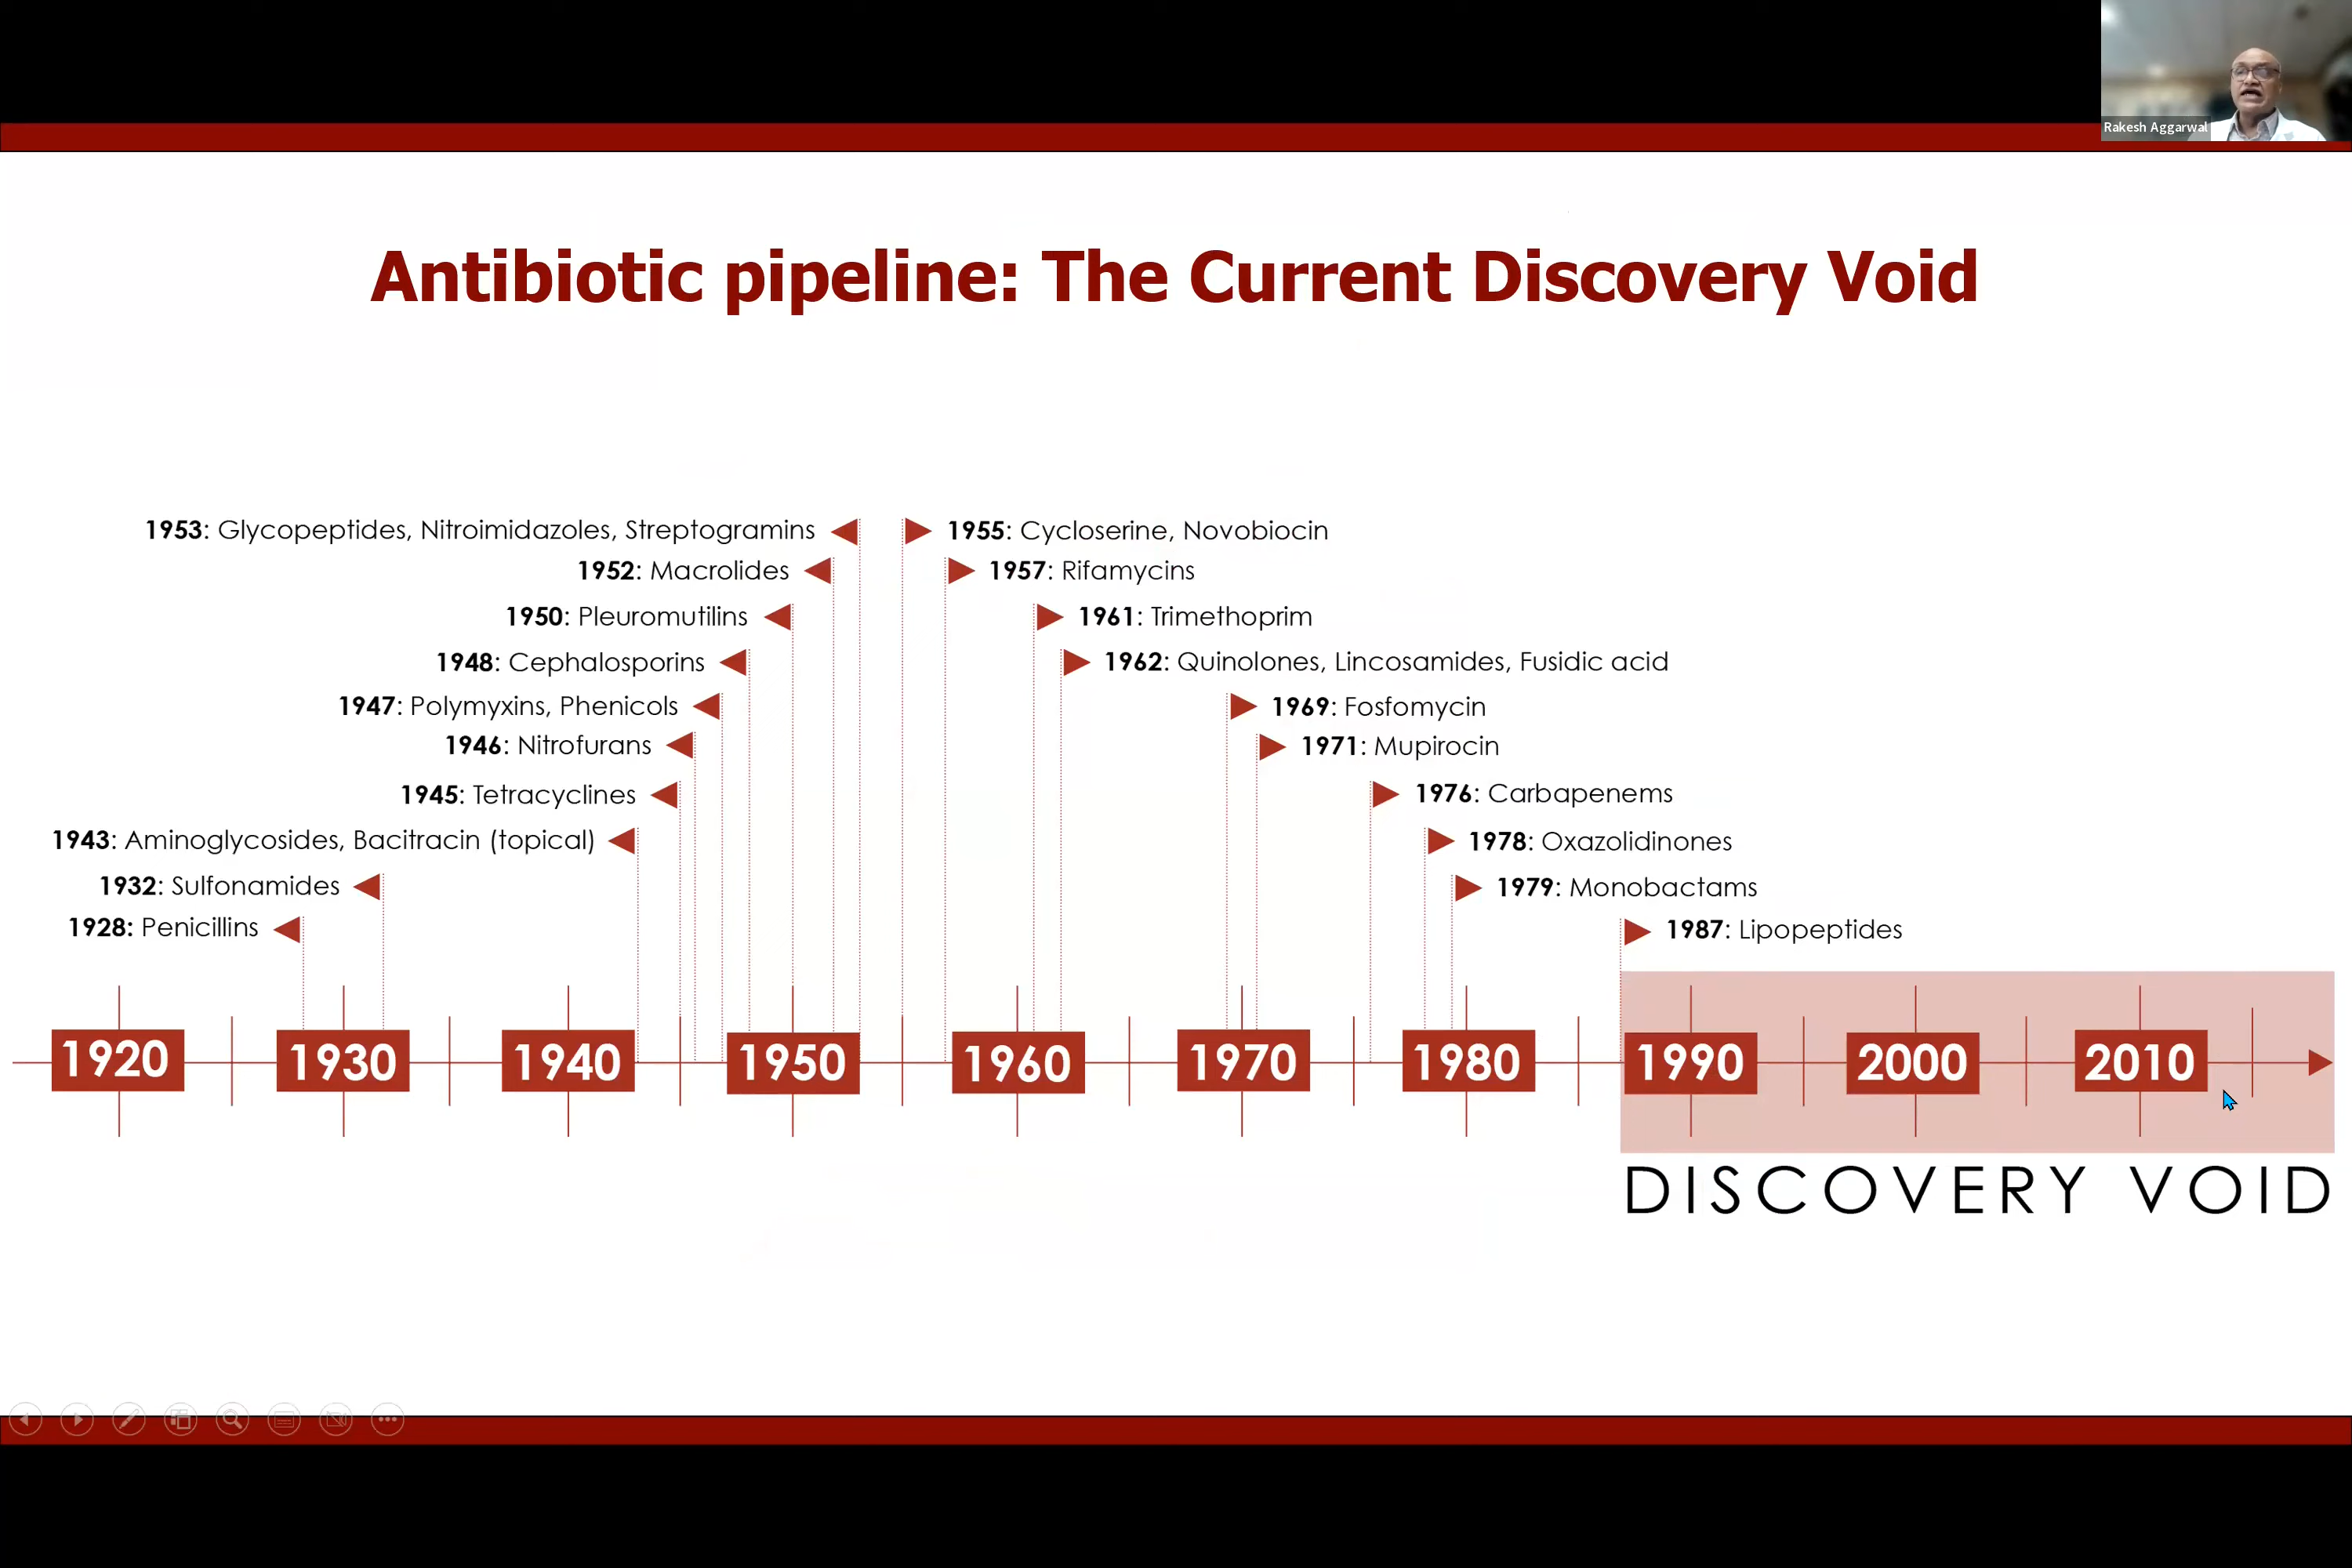 Rakesh Aggarwal
Antibiotic pipeline: The Current Discovery Void
1953: Glycopeptides, Nitroimidazoles, Streptogramins
1952: Macrolides
1950: Pleuromutilins
1948: Cephalosporins
1947: Polymyxins, Phenicols
1946: Nitrofurans
1945: Tetracyclines
1943: Aminoglycosides, Bacitracin (topical)
1932: Sulfonamides
1928: Penicillins
1955: Cycloserine, Novobiocin
1957: Rifamycins
1961: Trimethoprim
1962: Quinolones, Lincosamides, Fusidic acid
1969: Fosfomycin
1971: Mupirocin
1976: Carbapenems
1978: Oxazolidinones
1979: Monobactams
1987: Lipopeptides
1920 1930 1940 1950 1960 1970 1980 1990 2000 2010
DISCOVERY VOID